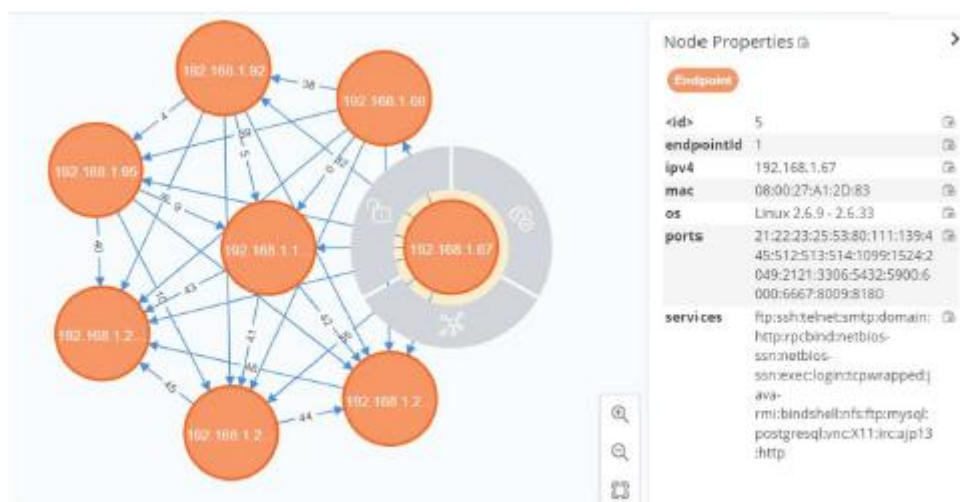 192.168.1.92
38
192.168.1.68
4
39
5
192.168.1.95
9
192.168.1.1...
192.168.1.67
40
43
42
41
192.168.1.2...
45
44
192.168.1.2...
192.168.1.2...
Node Properties
Endpoint
<id> 5
endpointId 1
ipv4 192.168.1.67
mac 08:00:27:A1:2D:83
os Linux 2.6.9 - 2.6.33
ports 21:22:23:25:53:80:111:139:4
45:512:513:514:1099:1524:2
049:2121:3306:5432:5900:6
000:6667:8009:8180
services ftp:ssh:telnet:smtp:domain:
http:rpcbind:netbios-
ssn:netbios-
ssn:exec:login:tcpwrapped:j
ava-
rmi:bindshell:nfs:ftp:mysql:
postgresql:vnc:X11:irc:ajp13
:http